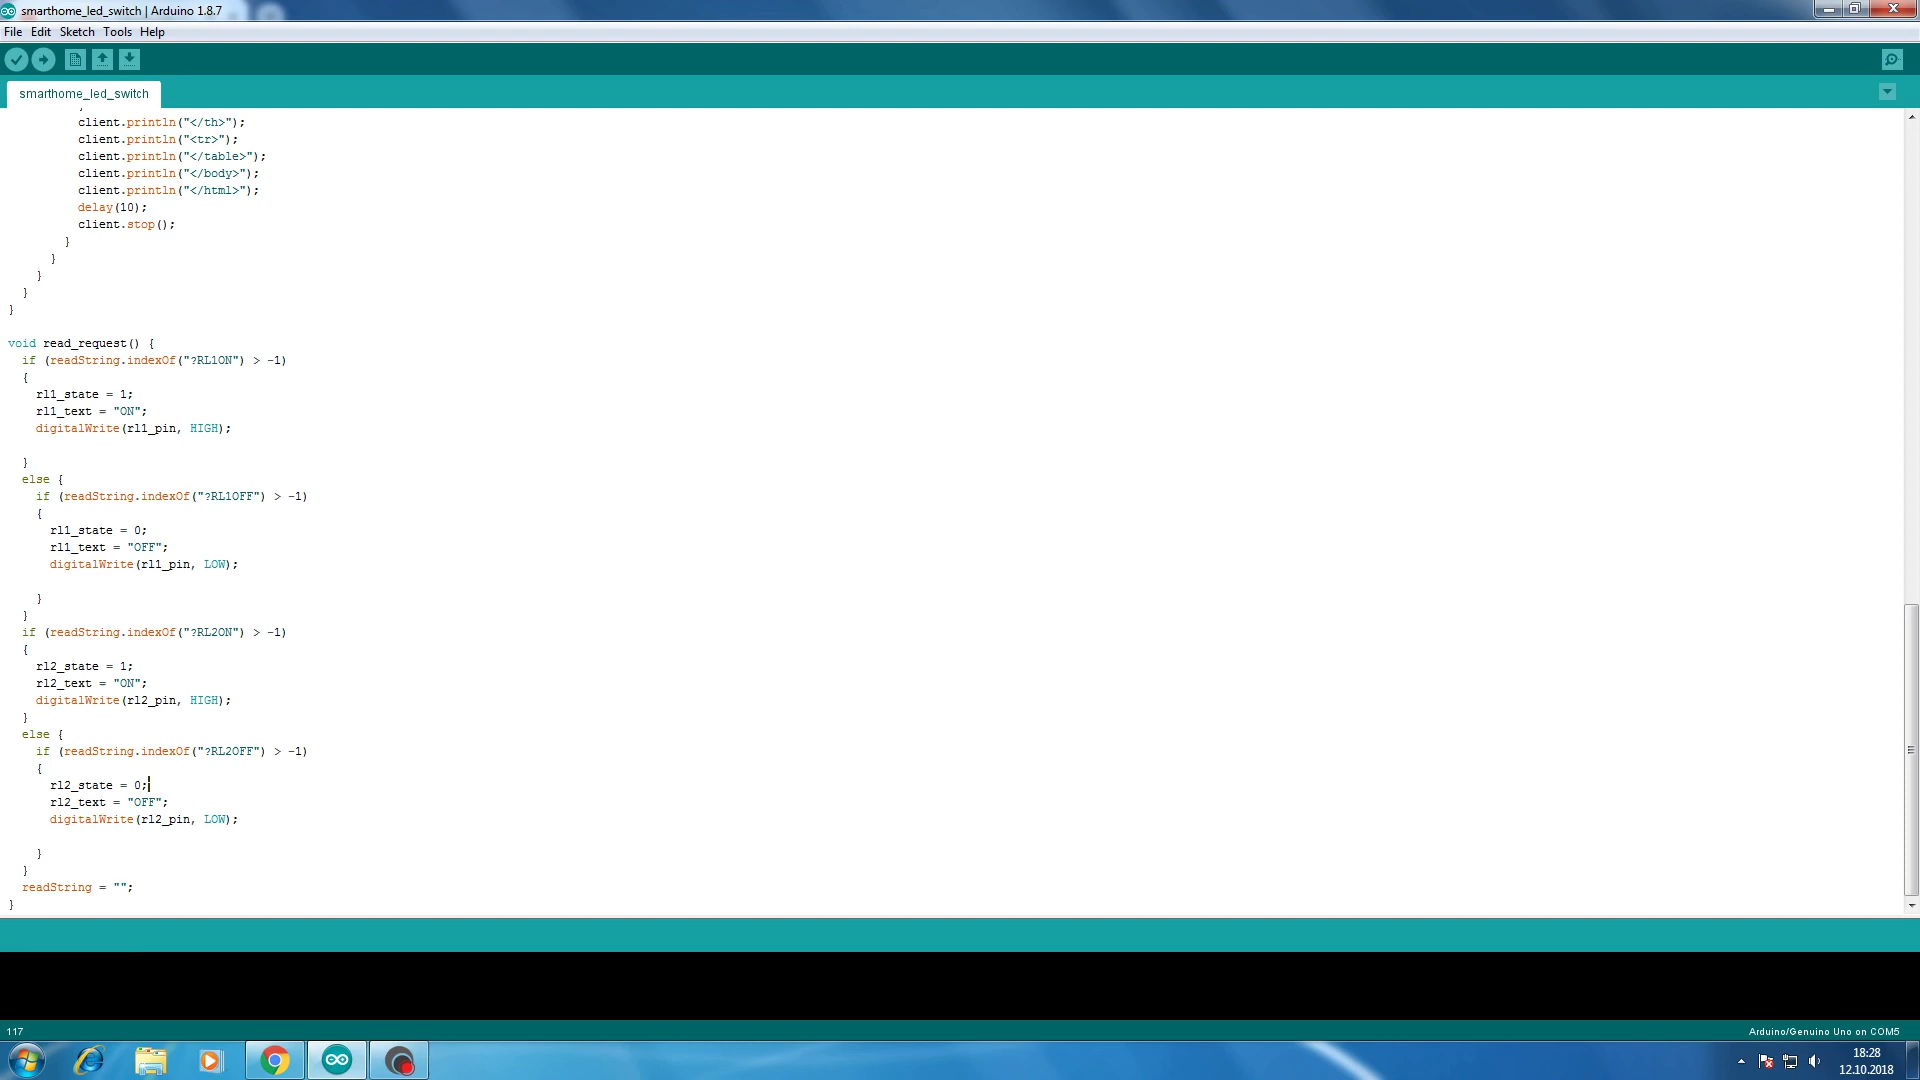 smarthome_led_switch | Arduino 1.8.7
File Edit Sketch Tools Help
smarthome_led_switch
}
client.println("</th>");
client.println("<tr>");
client.println("</table>");
client.println("</body>");
client.println("</html>");
delay(10);
client.stop();
}
}
}
}
}
void read_request() {
if (readString.indexOf("?RL1ON") > -1)
{
rl1_state = 1;
rl1_text = "ON";
digitalWrite(rl1_pin, HIGH);
}
else {
if (readString.indexOf("?RL1OFF") > -1)
{
rl1_state = 0;
rl1_text = "OFF";
digitalWrite(rl1_pin, LOW);
}
}
if (readString.indexOf("?RL2ON") > -1)
{
rl2_state = 1;
rl2_text = "ON";
digitalWrite(rl2_pin, HIGH);
}
else {
if (readString.indexOf("?RL2OFF") > -1)
{
rl2_state = 0;
rl2_text = "OFF";
digitalWrite(rl2_pin, LOW);
}
}
readString = "";
}
117
Arduino/Genuino Uno on COM5
18:28
12.10.2018